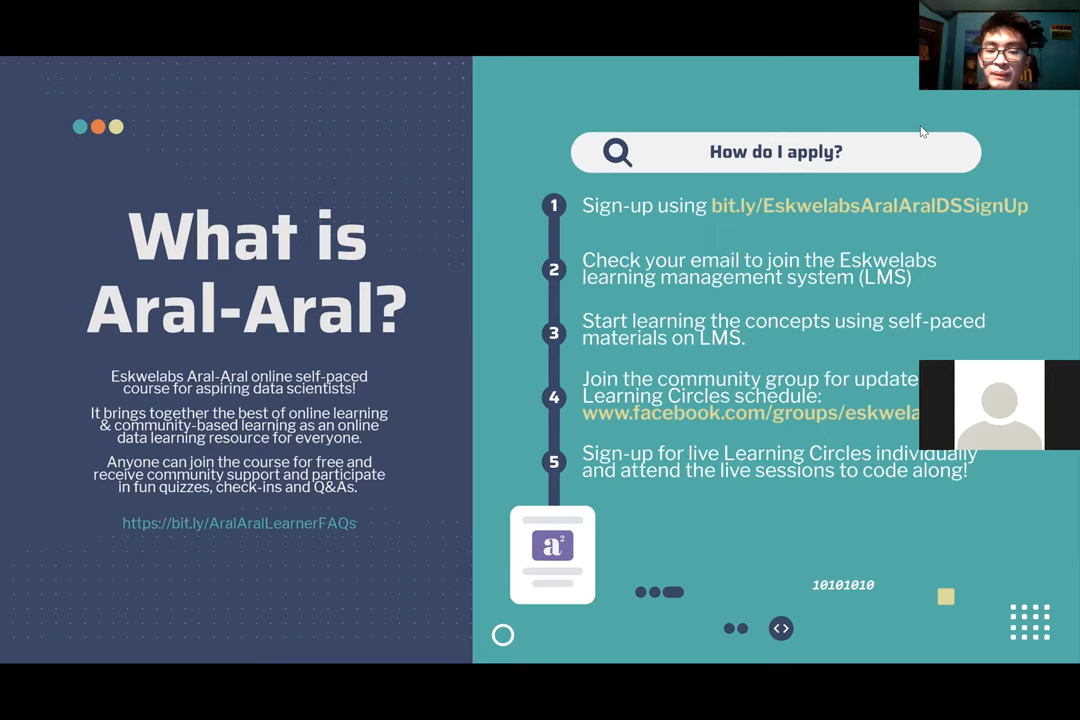 What is
Aral-Aral?
Eskwelabs Aral-Aral online self-paced
course for aspiring data scientists!
It brings together the best of online learning
& community-based learning as an online
data learning resource for everyone.
Anyone can join the course for free and
receive community support and participate
in fun quizzes, check-ins and Q&As.
https://bit.ly/AralAralLearnerFAQs
How do I apply?
1 Sign-up using bit.ly/EskwelabsAralAralDSSignUp
2 Check your email to join the Eskwelabs
learning management system (LMS)
3 Start learning the concepts using self-paced
materials on LMS.
4 Join the community group for update
Learning Circles schedule:
www.facebook.com/groups/eskwela
5 Sign-up for live Learning Circles individually
and attend the live sessions to code along!
a²
10101010
<>